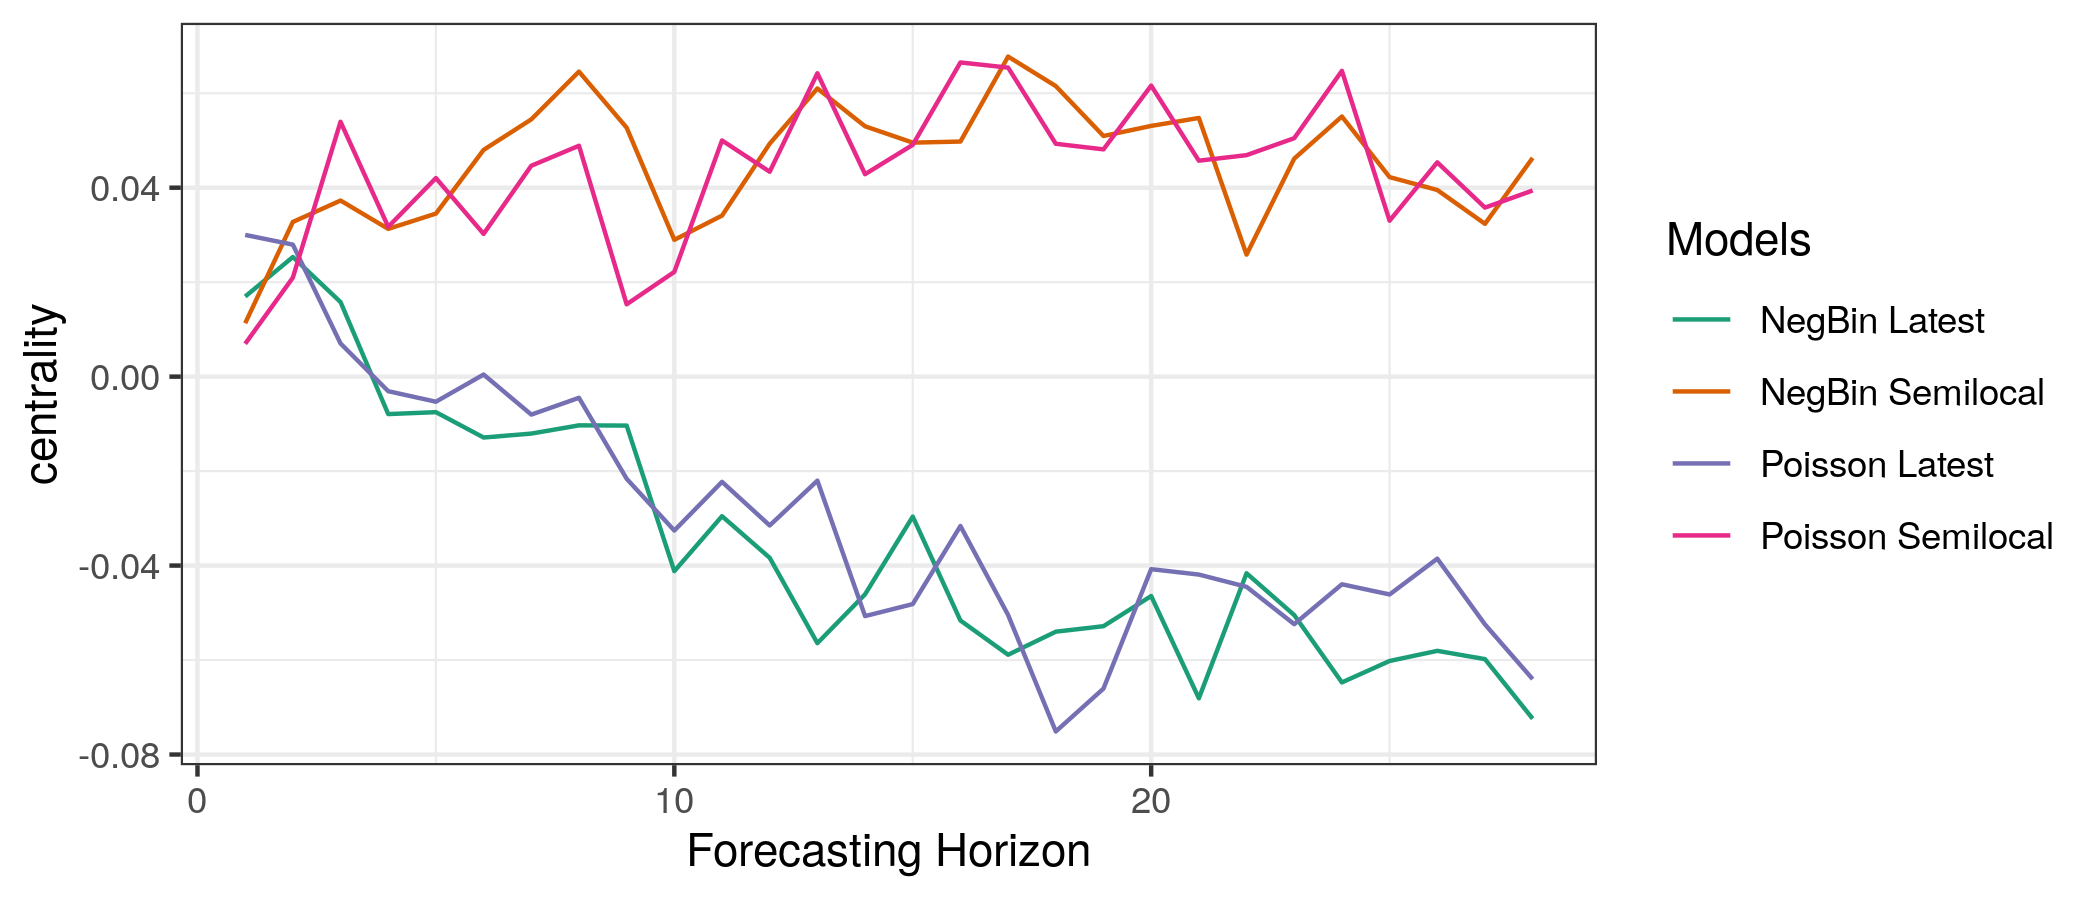 centrality
0.04
0.00
-0.04
-0.08
0
10
20
Forecasting Horizon
Models
NegBin Latest
NegBin Semilocal
Poisson Latest
Poisson Semilocal